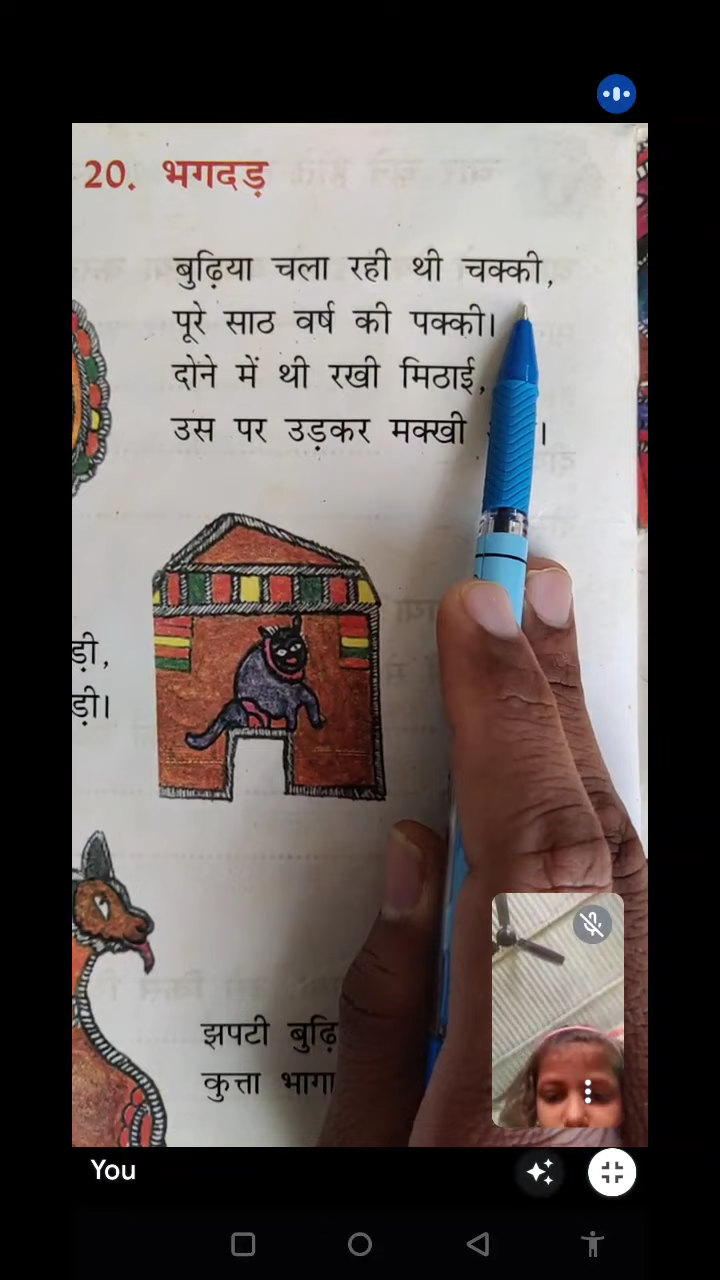 20. भगदड़
बुढ़िया चला रही थी चक्की,
पूरे साठ वर्ष की पक्की।
दोने में थी रखी मिठाई,
उस पर उड़कर मक्खी
ड़ी,
ड़ी।
झपटी बुढ़ि
कुत्ता भागा
You